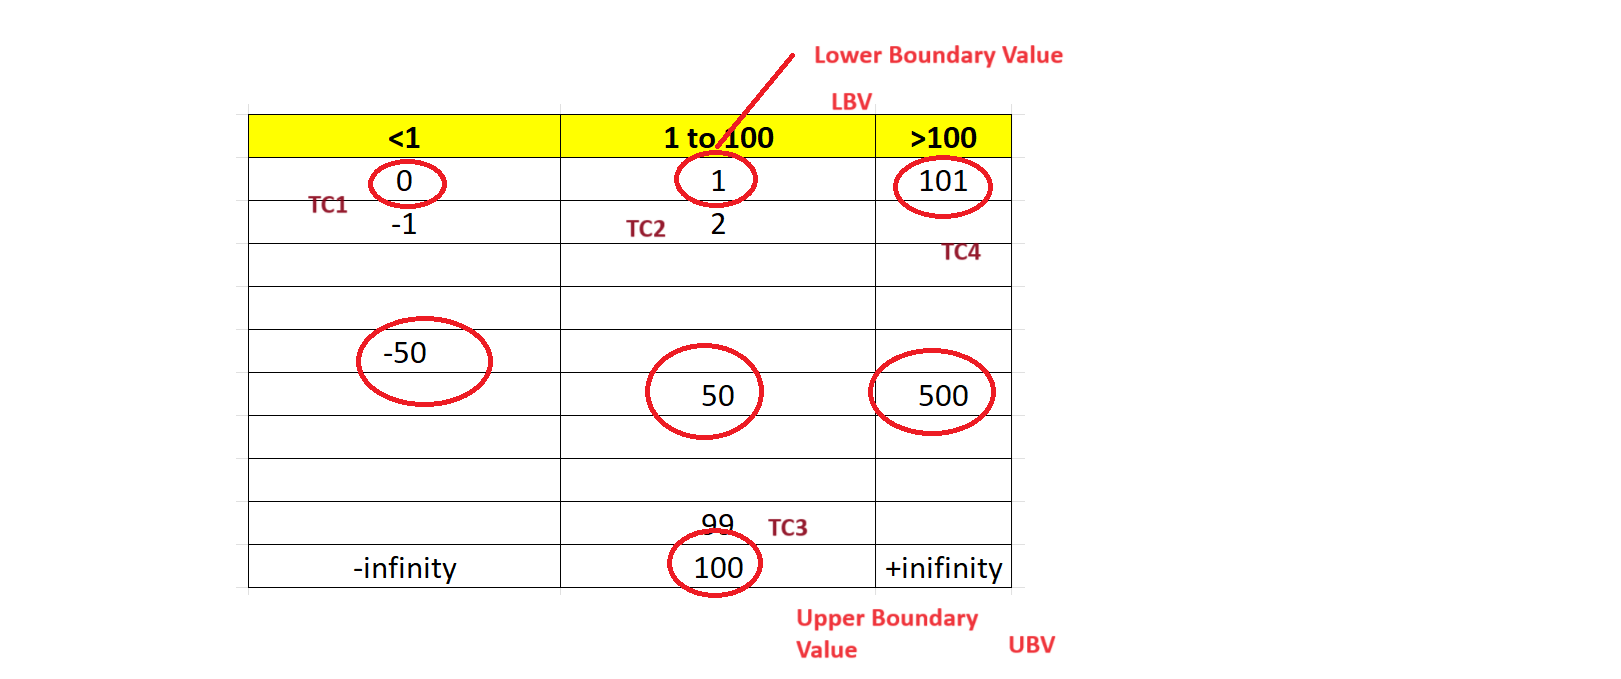 Lower Boundary Value
LBV
<1 1 to 100 >100
0 1 101
TC1
-1 TC2 2
TC4
-50
50 500
99 TC3
-infinity 100 +inifinity
Upper Boundary
Value
UBV